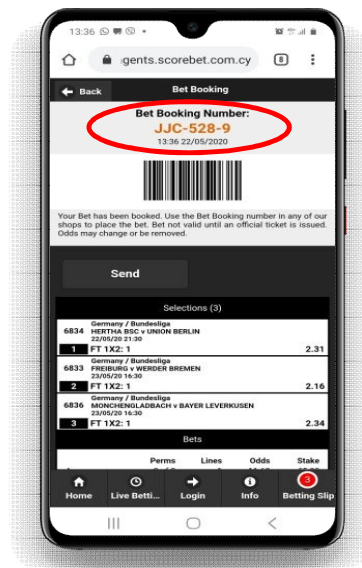 13:36
agents.scorebet.com.cy 8
Back Bet Booking
Bet Booking Number:
JJC-528-9
13:36 22/05/2020
Your Bet has been booked. Use the Bet Booking number in any of our
shops to place the bet. Bet not valid until an official ticket is issued.
Odds may change or be removed.
Send
Selections (3)
Germany / Bundesliga
6834 HERTHA BSC v UNION BERLIN
22/05/20 21:30
1 FT 1X2: 1 2.31
Germany / Bundesliga
6833 FREIBURG v WERDER BREMEN
23/05/20 16:30
2 FT 1X2: 1 2.16
Germany / Bundesliga
6836 MONCHENGLADBACH v BAYER LEVERKUSEN
23/05/20 16:30
3 FT 1X2: 1 2.34
Bets
Perms Lines Odds Stake
3
Home Live Betti... Login Info Betting Slip